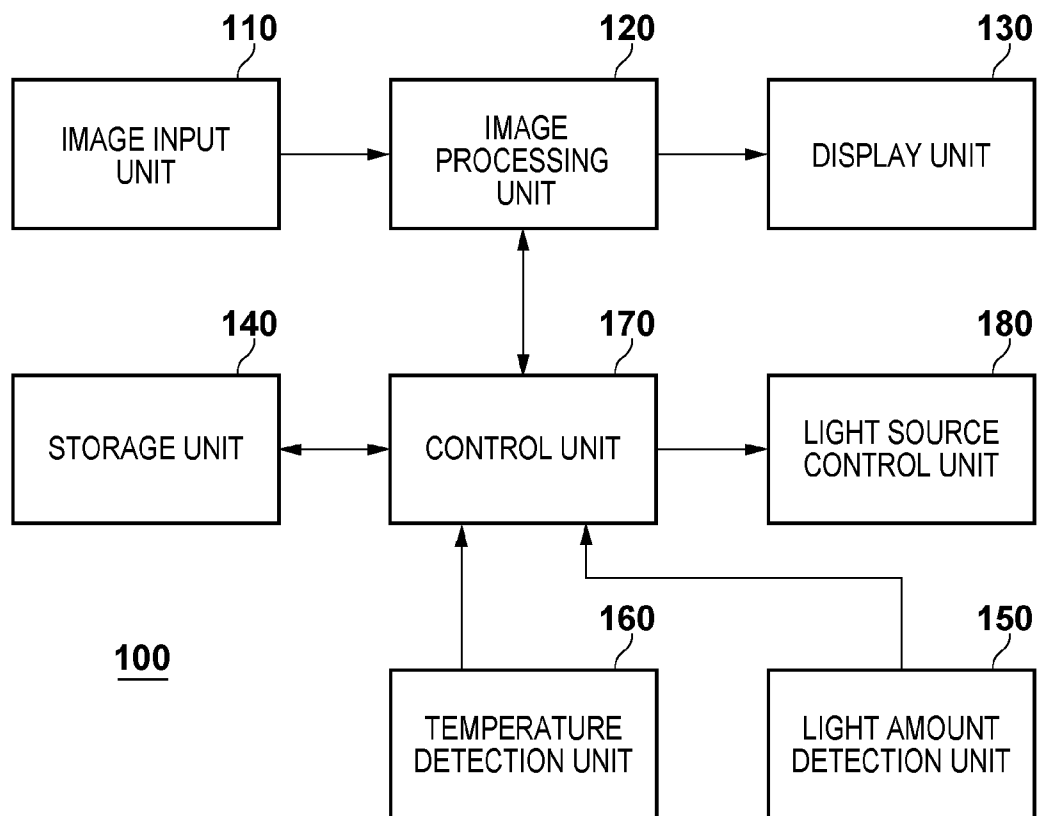 110
120
130
IMAGE INPUT
UNIT
IMAGE
PROCESSING
UNIT
DISPLAY UNIT
140
170
180
STORAGE UNIT
CONTROL UNIT
LIGHT SOURCE
CONTROL UNIT
160
150
100
TEMPERATURE
DETECTION UNIT
LIGHT AMOUNT
DETECTION UNIT